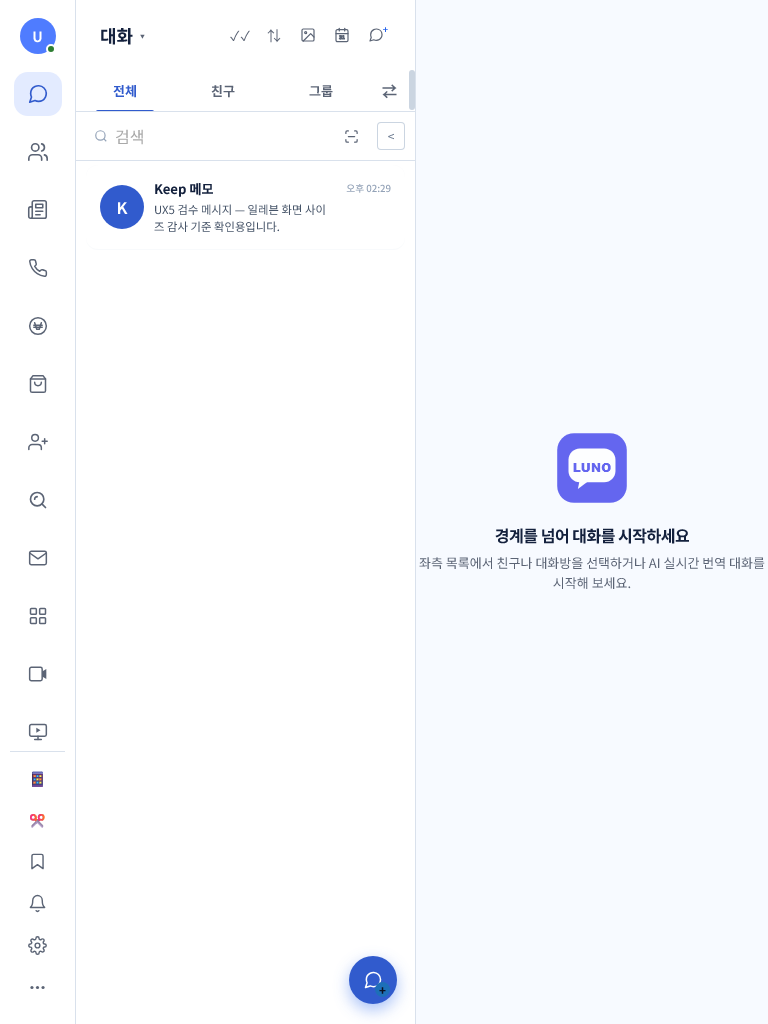 U
대화
전체
친구
그룹
검색
<
K
Keep 메모
오후 02:29
UX5 검수 메시지 — 일레븐 화면 사이
즈 감사 기준 확인용입니다.
LUNO
경계를 넘어 대화를 시작하세요
좌측 목록에서 친구나 대화방을 선택하거나 AI 실시간 번역 대화를
시작해 보세요.